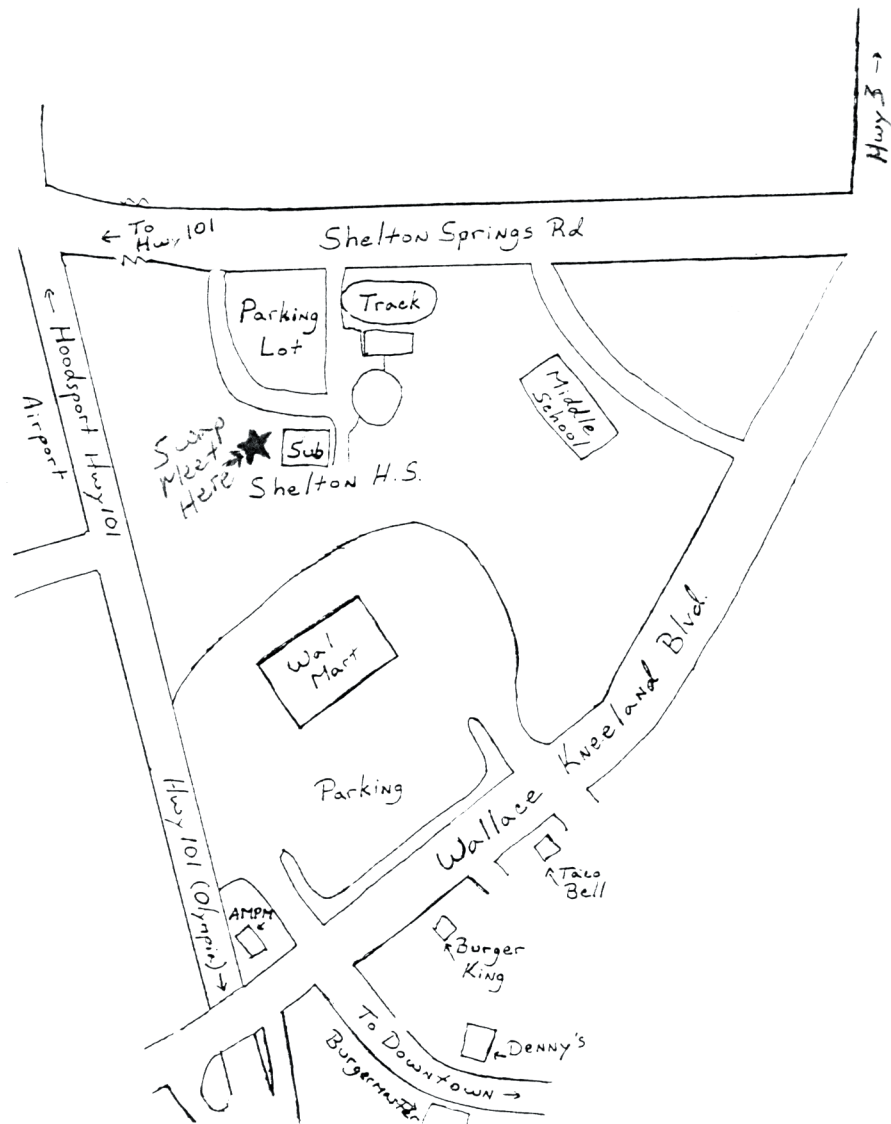 Hwy 3 →
← To
Hwy 101
Shelton Springs Rd
← Hoodsport Hwy 101
Airport
Parking
Lot
Track
Middle
School
Swap
Meet
Here
Sub
Shelton H.S.
Wal
Mart
Parking
Wallace Kneeland Blvd.
Hwy 101 (Olympia) →
AMPM
Taco
Bell
Burger
King
Denny's
To Downtown →
Burgermaster